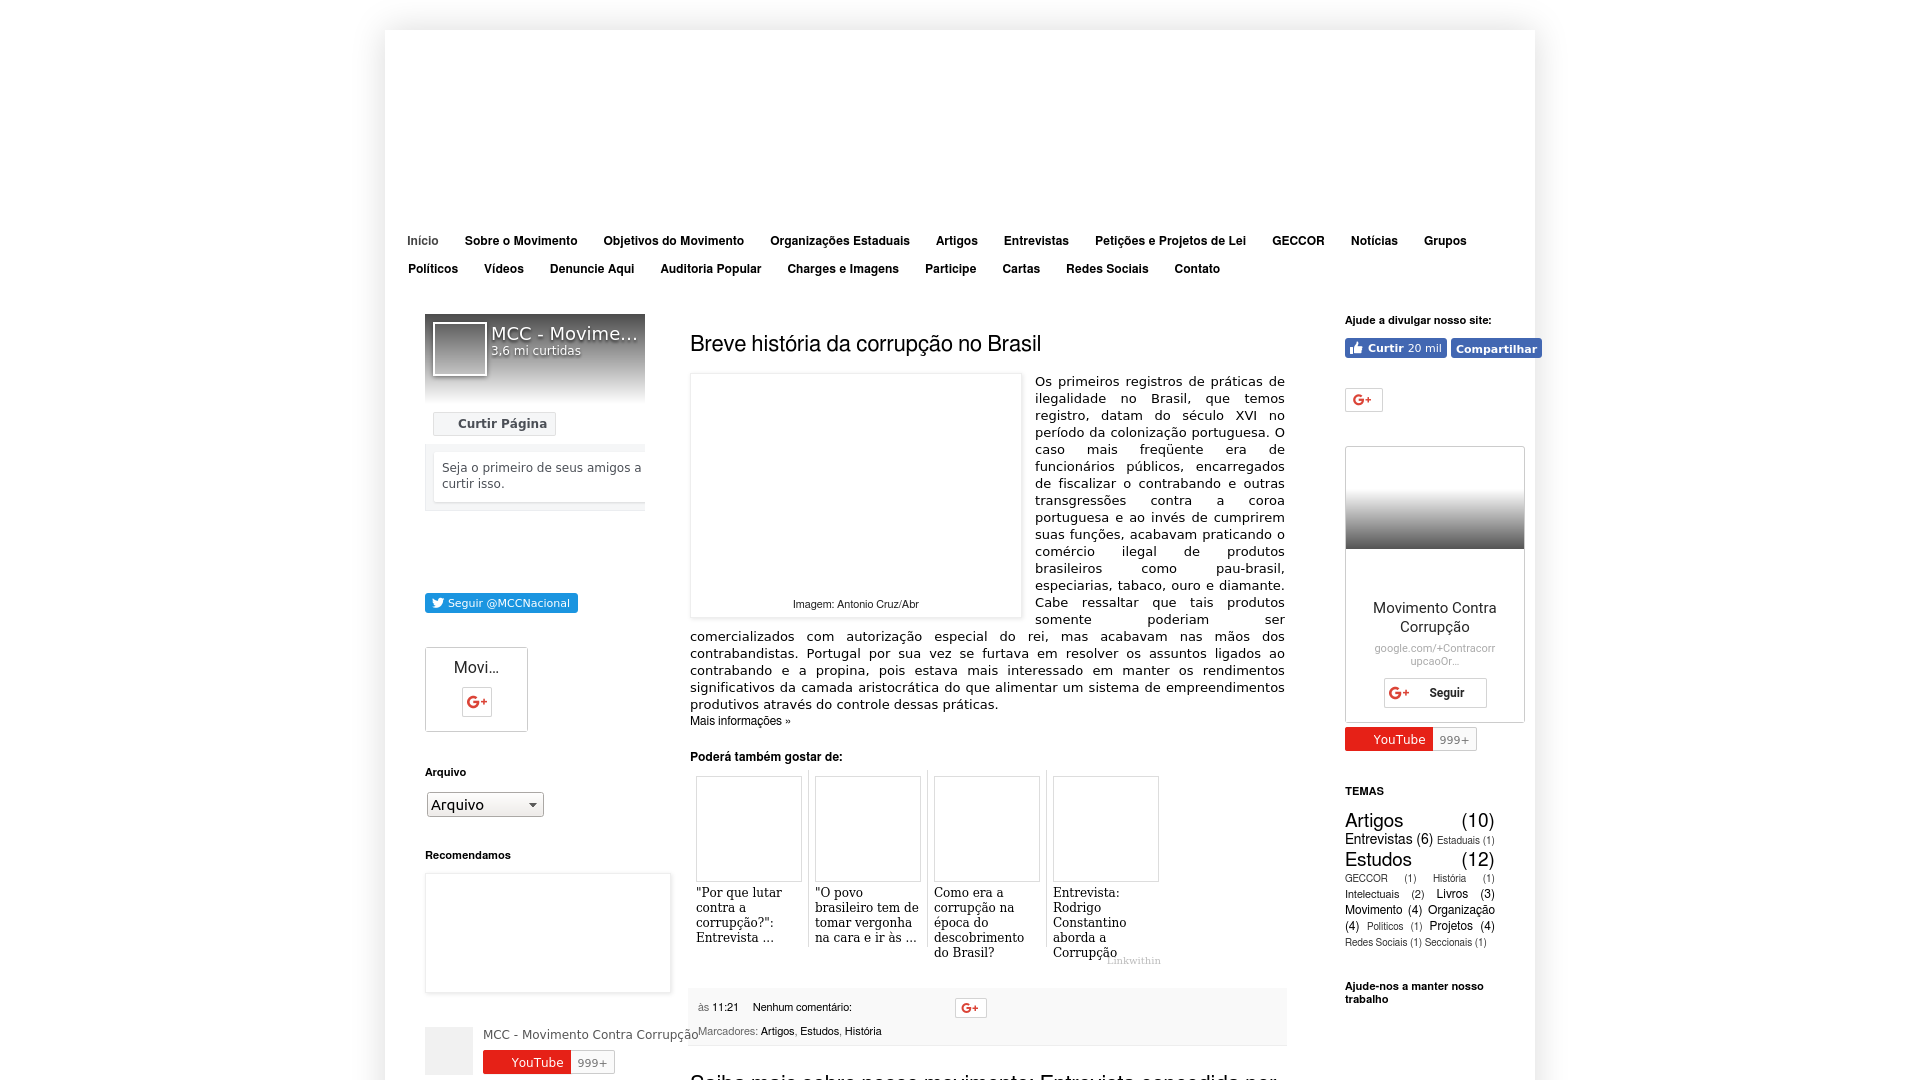 Início Sobre o Movimento Objetivos do Movimento Organizações Estaduais Artigos Entrevistas Petições e Projetos de Lei GECCOR Notícias Grupos
Políticos Vídeos Denuncie Aqui Auditoria Popular Charges e Imagens Participe Cartas Redes Sociais Contato
MCC - Movime...
3,6 mi curtidas
Curtir Página
Seja o primeiro de seus amigos a
curtir isso.
Seguir @MCCNacional
Movi...
G+
Arquivo
Arquivo
Recomendamos
MCC - Movimento Contra Corrupção
YouTube 999+
Breve história da corrupção no Brasil
Imagem: Antonio Cruz/Abr
Os primeiros registros de práticas de
ilegalidade no Brasil, que temos
registro, datam do século XVI no
período da colonização portuguesa. O
caso mais freqüente era de
funcionários públicos, encarregados
de fiscalizar o contrabando e outras
transgressões contra a coroa
portuguesa e ao invés de cumprirem
suas funções, acabavam praticando o
comércio ilegal de produtos
brasileiros como pau-brasil,
especiarias, tabaco, ouro e diamante.
Cabe ressaltar que tais produtos
somente poderiam ser
comercializados com autorização especial do rei, mas acabavam nas mãos dos
contrabandistas. Portugal por sua vez se furtava em resolver os assuntos ligados ao
contrabando e a propina, pois estava mais interessado em manter os rendimentos
significativos da camada aristocrática do que alimentar um sistema de empreendimentos
produtivos através do controle dessas práticas.
Mais informações »
Poderá também gostar de:
"Por que lutar
contra a
corrupção?":
Entrevista ...
"O povo
brasileiro tem de
tomar vergonha
na cara e ir às ...
Como era a
corrupção na
época do
descobrimento
do Brasil?
Entrevista:
Rodrigo
Constantino
aborda a
Corrupção
Linkwithin
às 11:21 Nenhum comentário: G+
Marcadores: Artigos, Estudos, História
Saiba mais sobre nosso movimento: Entrevista concedida por
Ajude a divulgar nosso site:
Curtir 20 mil Compartilhar
G+
Movimento Contra
Corrupção
google.com/+Contracorr
upcaoOr...
G+ Seguir
YouTube 999+
TEMAS
Artigos (10)
Entrevistas (6) Estaduais (1)
Estudos (12)
GECCOR (1) História (1)
Intelectuais (2) Livros (3)
Movimento (4) Organização
(4) Políticos (1) Projetos (4)
Redes Sociais (1) Seccionais (1)
Ajude-nos a manter nosso
trabalho